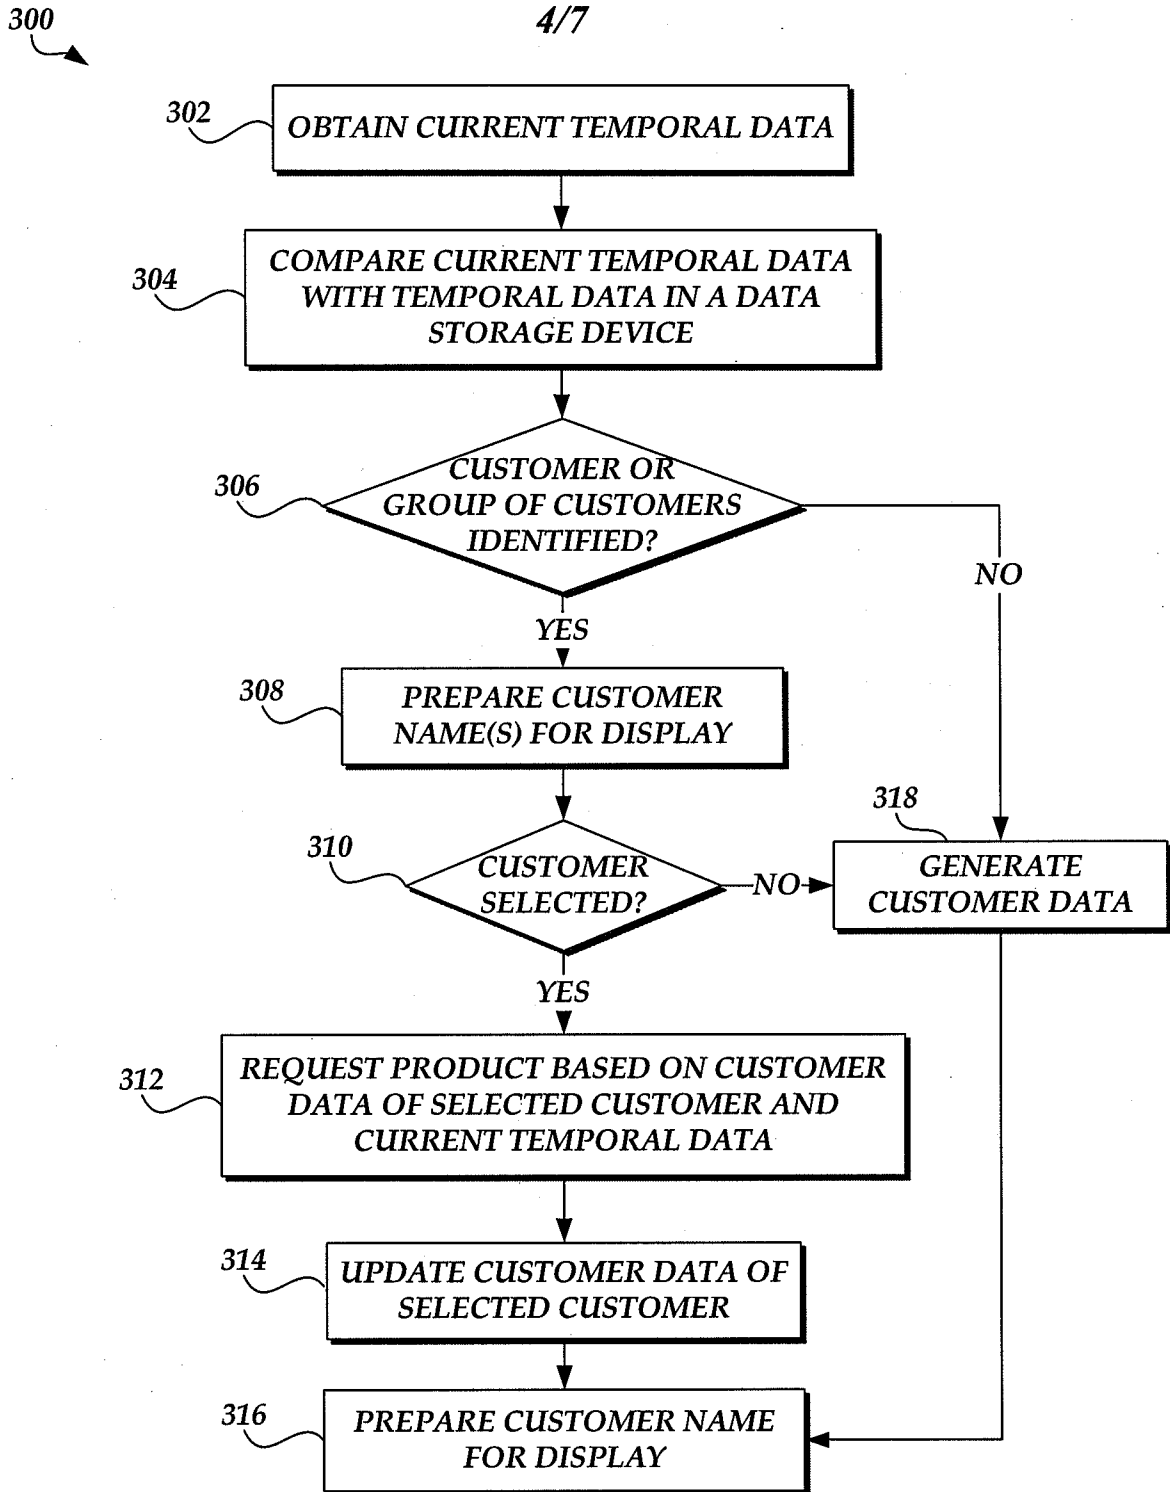 300
4/7
302
OBTAIN CURRENT TEMPORAL DATA
304
COMPARE CURRENT TEMPORAL DATA
WITH TEMPORAL DATA IN A DATA
STORAGE DEVICE
306
CUSTOMER OR
GROUP OF CUSTOMERS
IDENTIFIED?
NO
YES
308
PREPARE CUSTOMER
NAME(S) FOR DISPLAY
310
CUSTOMER
SELECTED?
NO
318
GENERATE
CUSTOMER DATA
YES
312
REQUEST PRODUCT BASED ON CUSTOMER
DATA OF SELECTED CUSTOMER AND
CURRENT TEMPORAL DATA
314
UPDATE CUSTOMER DATA OF
SELECTED CUSTOMER
316
PREPARE CUSTOMER NAME
FOR DISPLAY